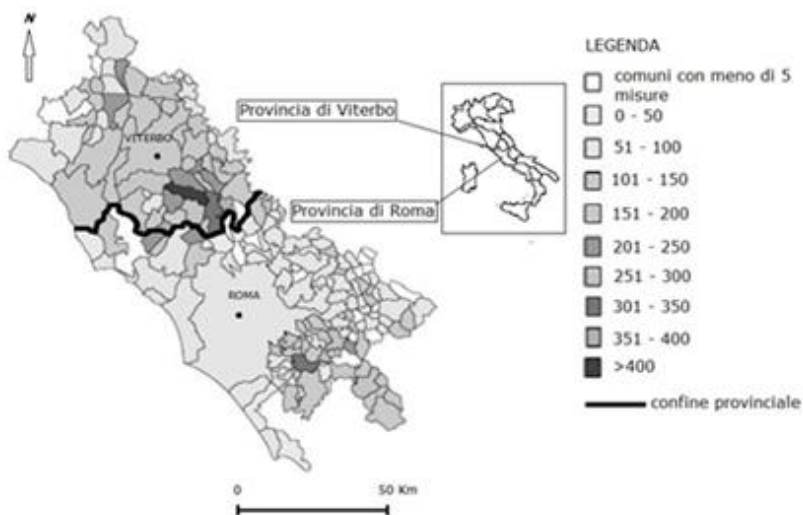 N
VITERBO
ROMA
0 50 Km
Provincia di Viterbo
Provincia di Roma
LEGENDA
comuni con meno di 5
misure
0 - 50
51 - 100
101 - 150
151 - 200
201 - 250
251 - 300
301 - 350
351 - 400
>400
confine provinciale